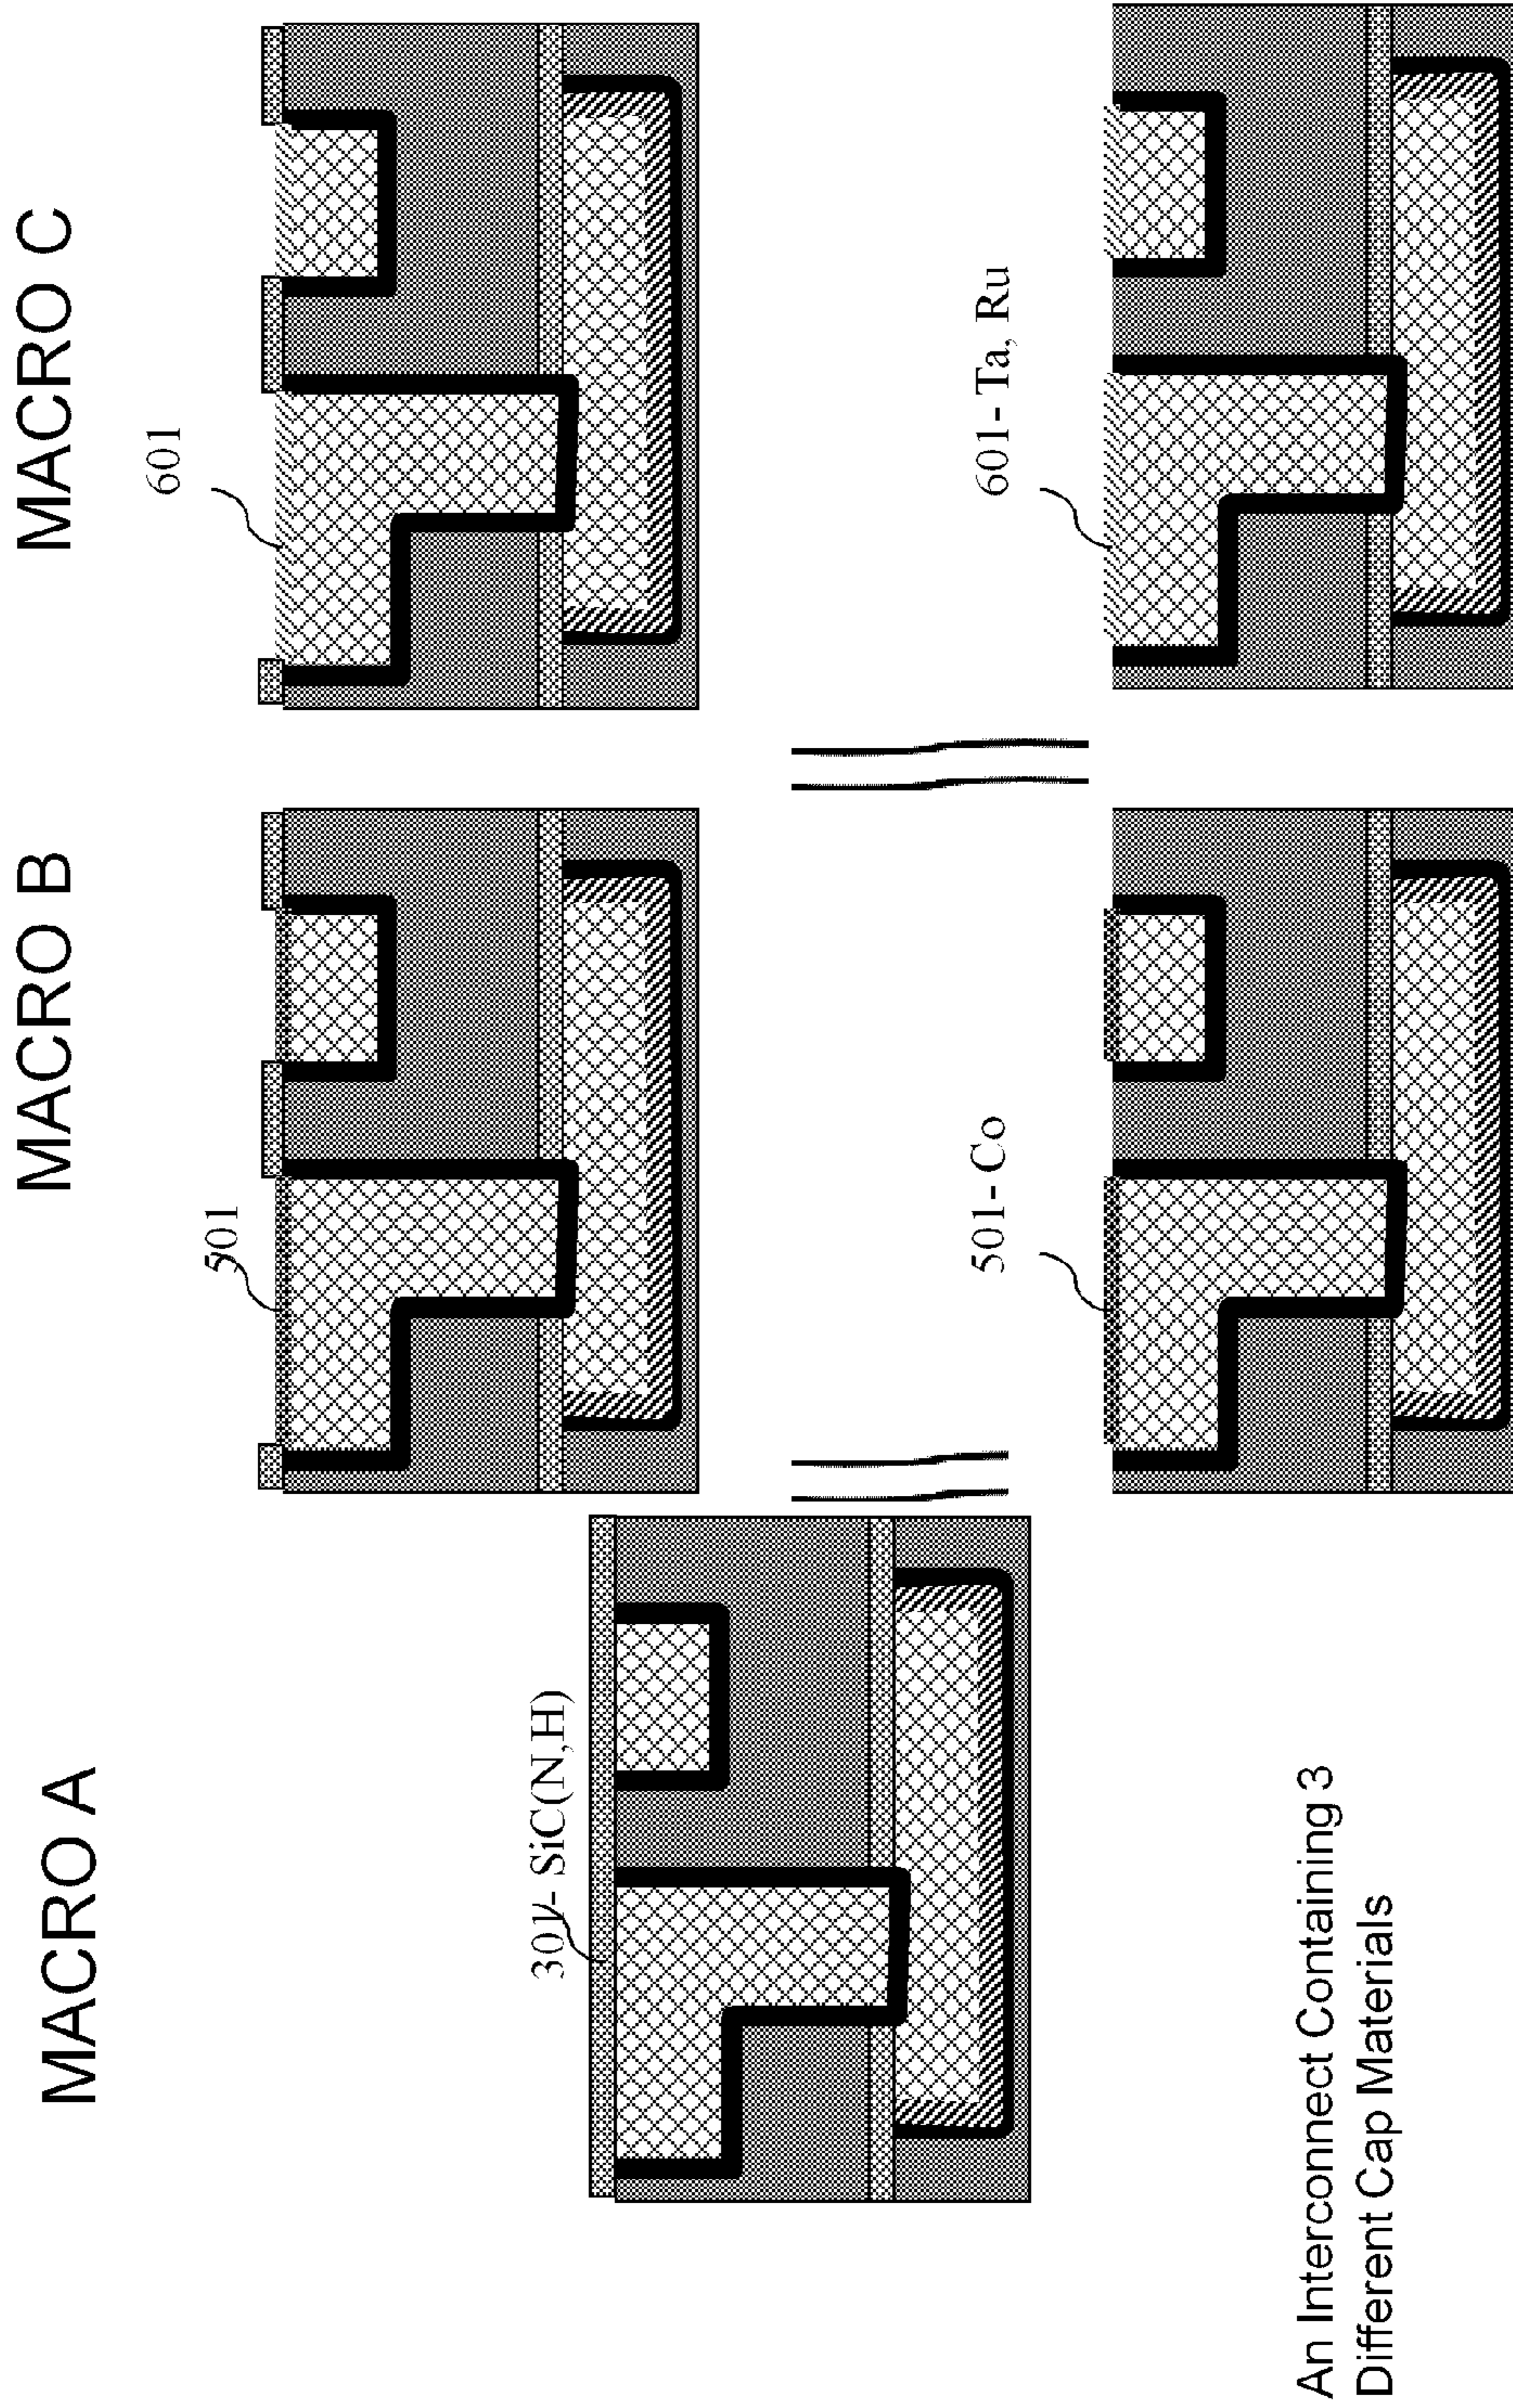 MACRO A
MACRO B
MACRO C
501
601
301- SiC(N,H)
501- Co
601- Ta, Ru
An Interconnect Containing 3
Different Cap Materials